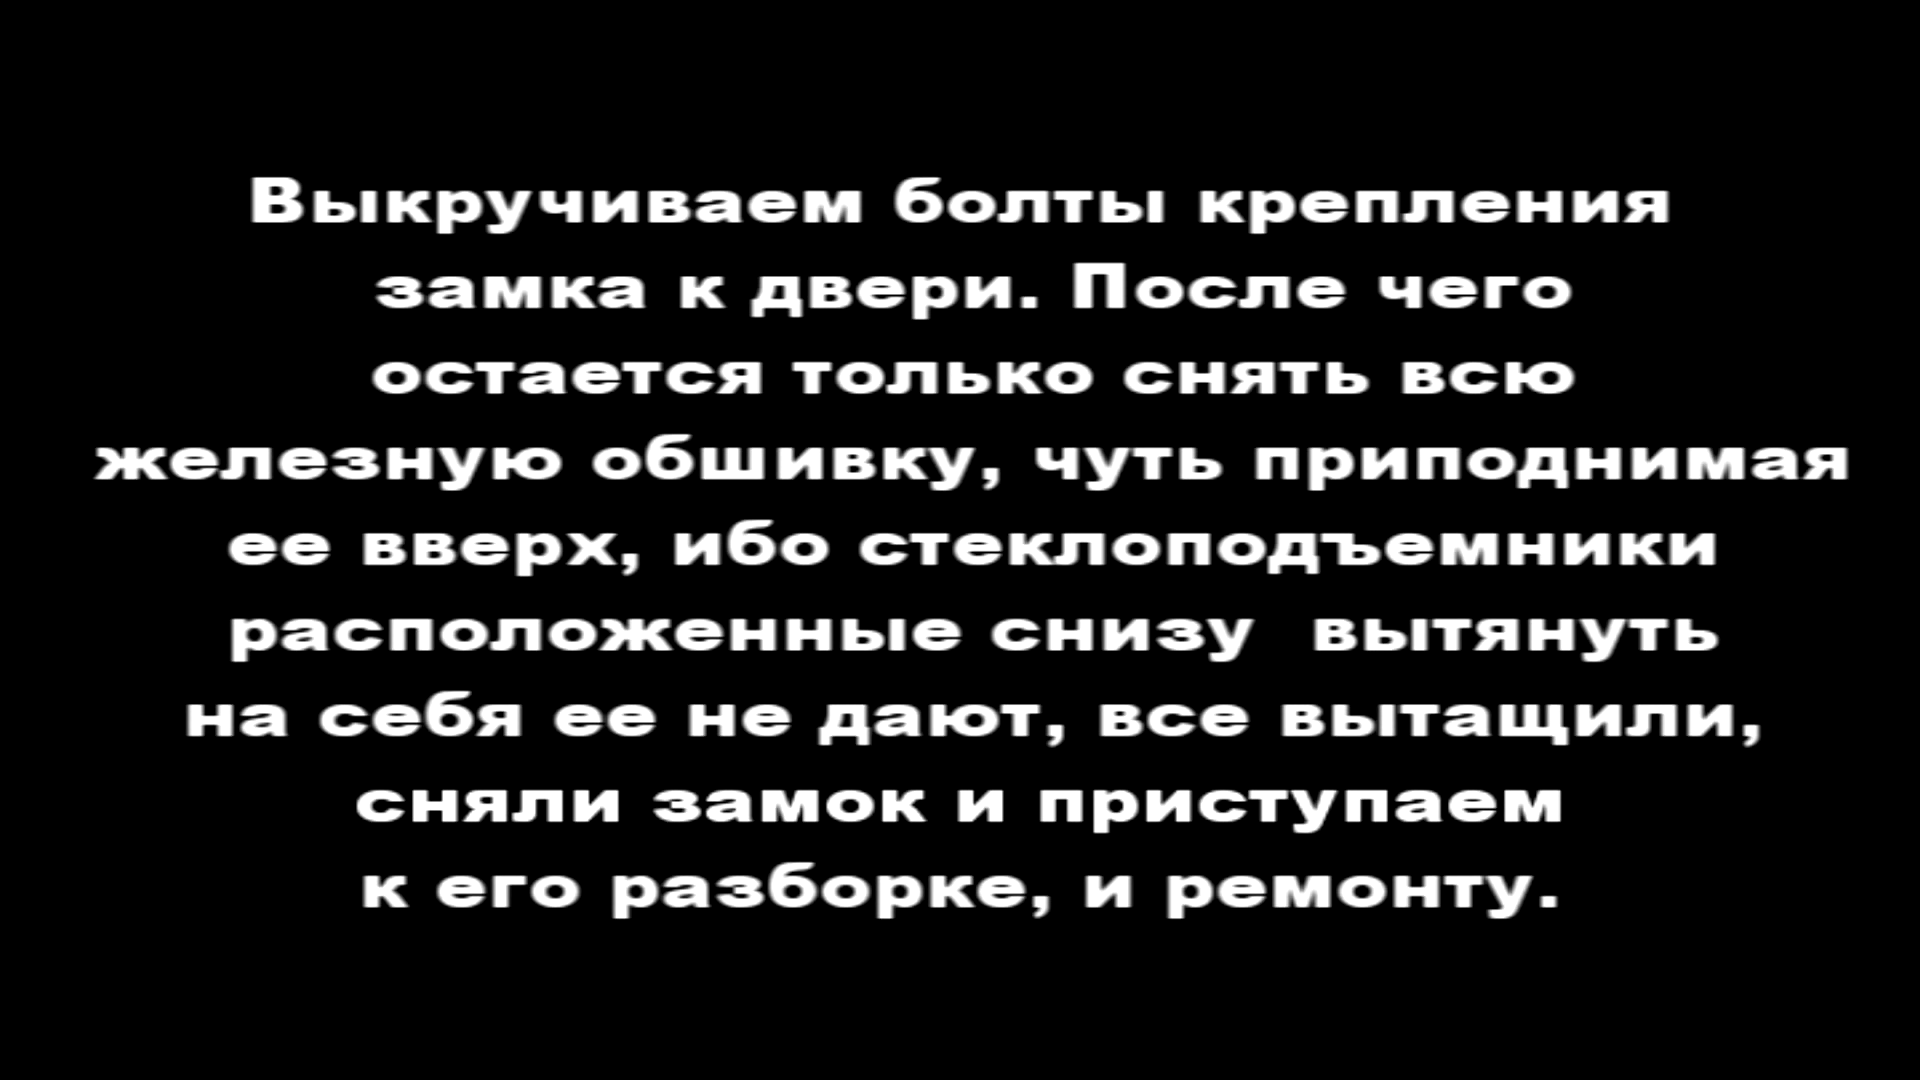 Выкручиваем болты крепления
замка к двери. После чего
остается только снять всю
железную обшивку, чуть приподнимая
ее вверх, ибо стеклоподъемники
расположенные снизу  вытянуть
на себя ее не дают, все вытащили,
сняли замок и приступаем
к его разборке, и ремонту.